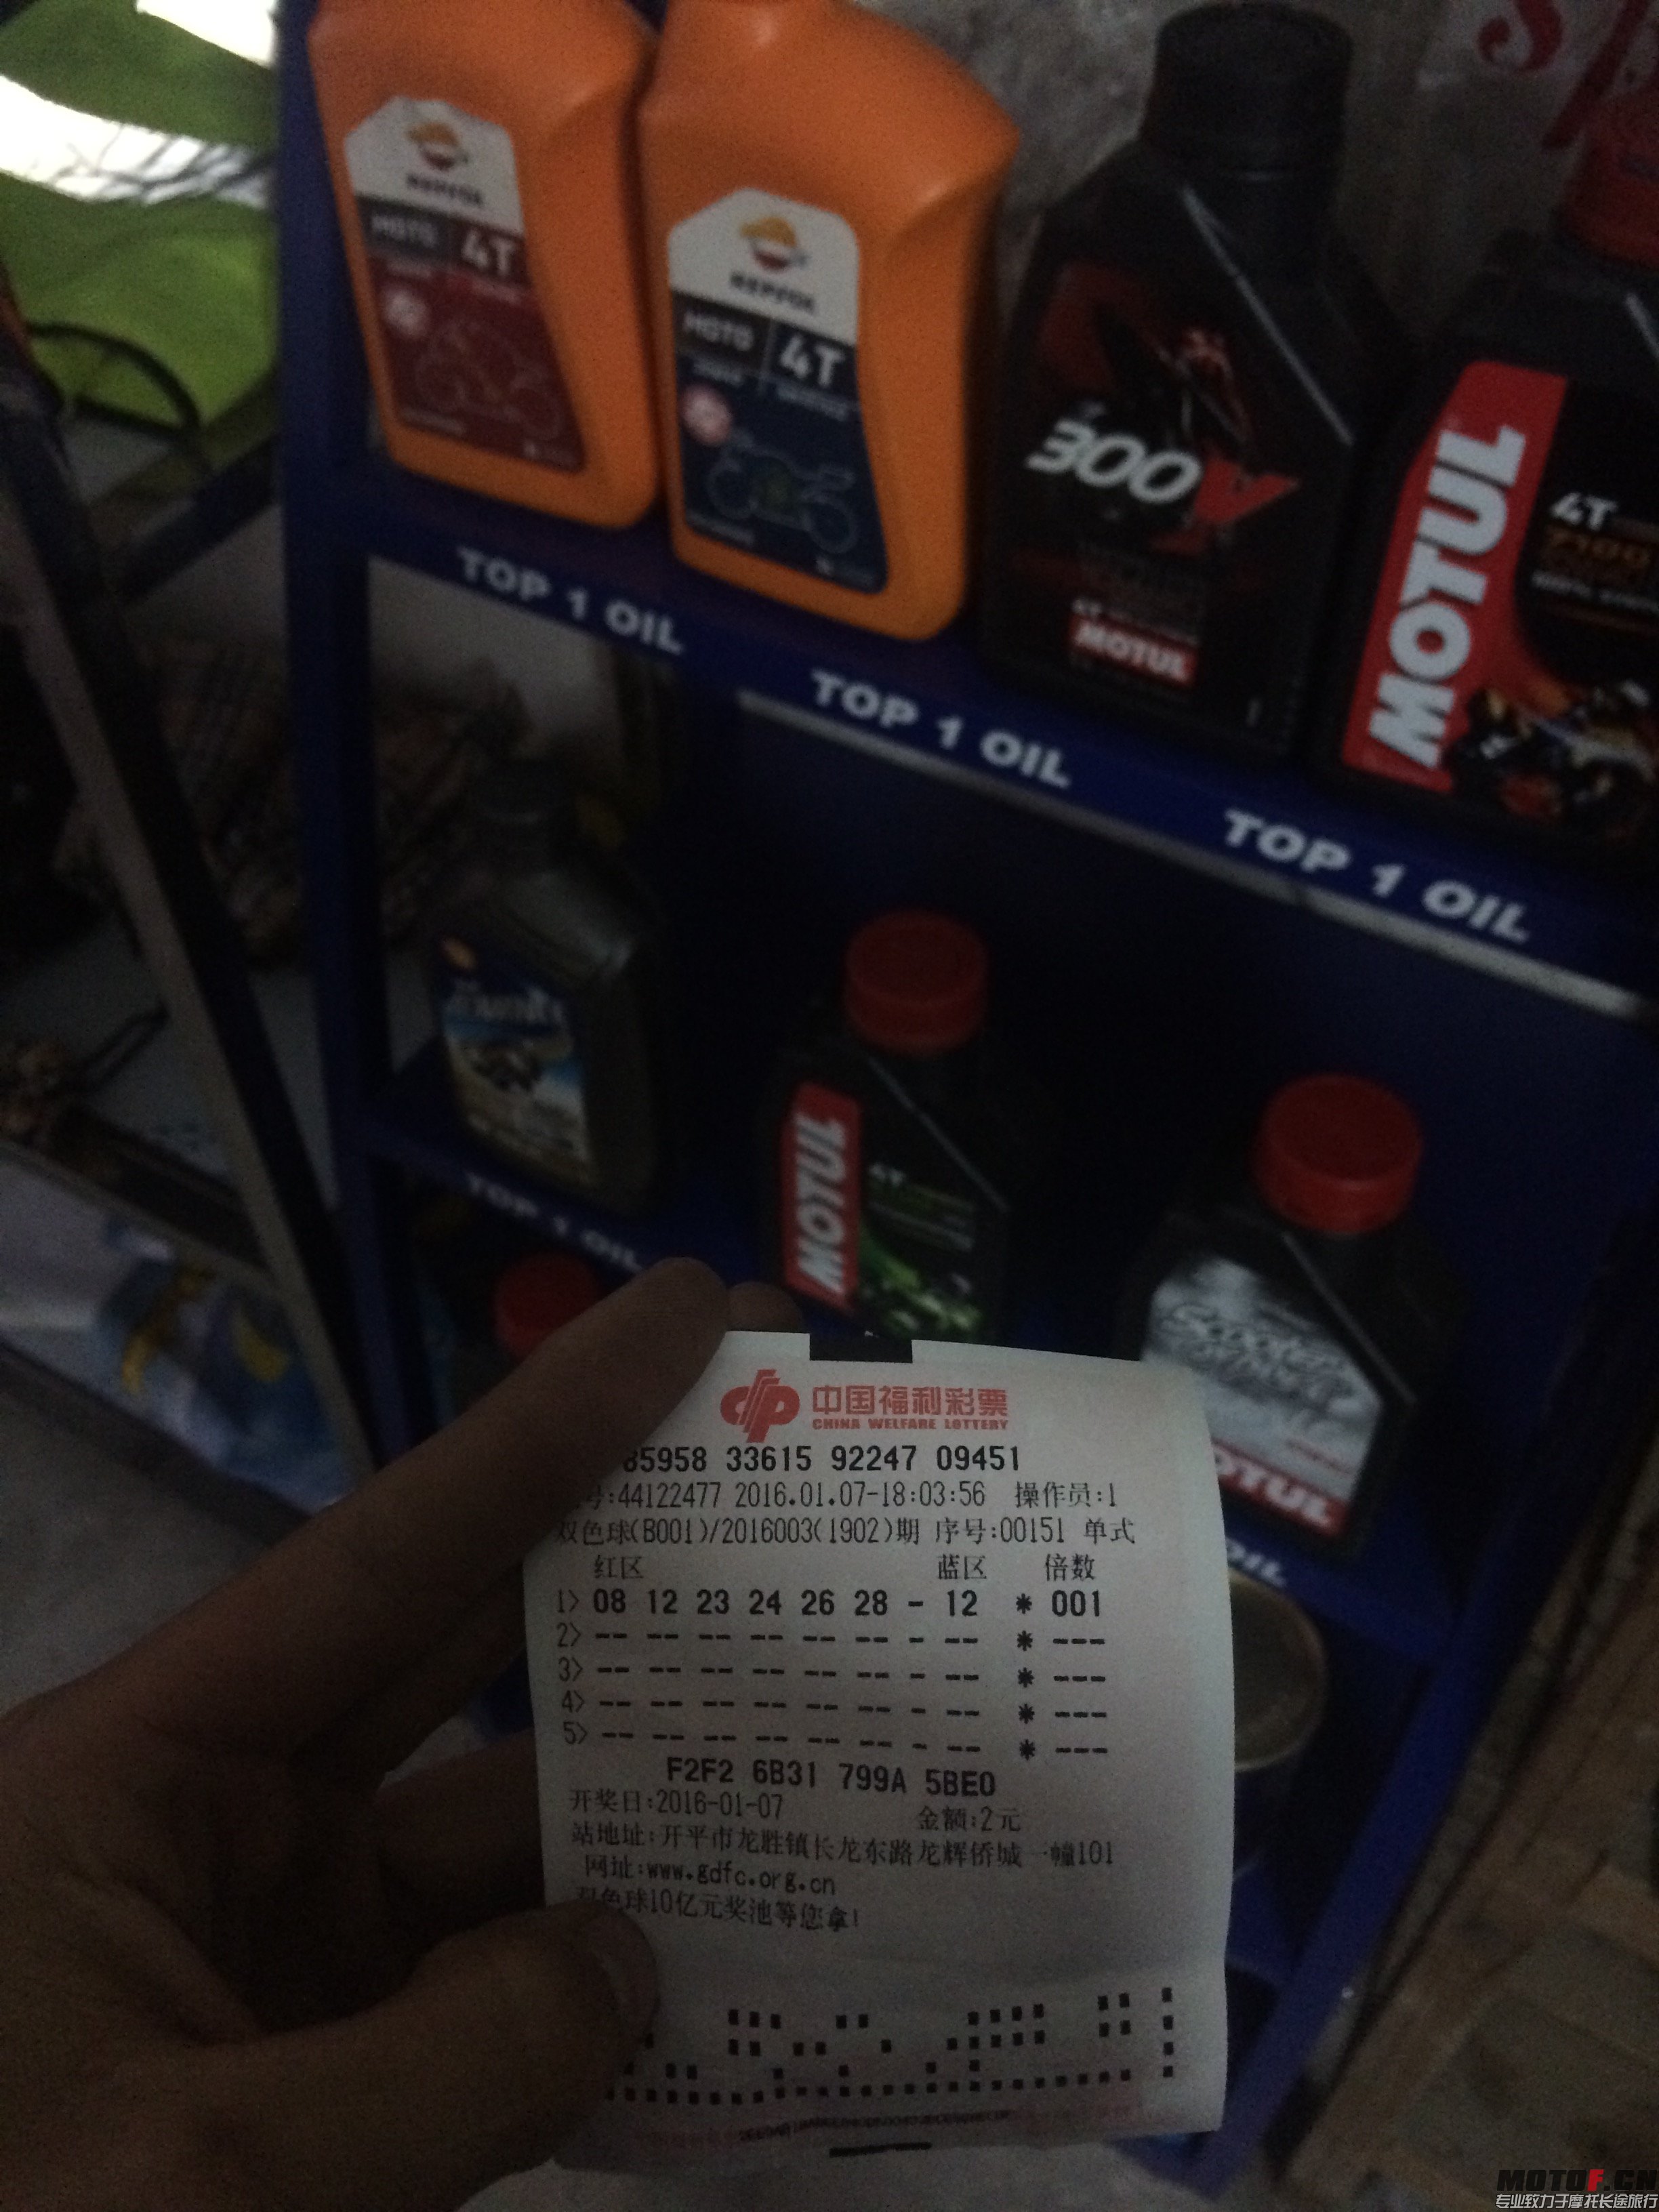 REPSOL
MOTO 4T
REPSOL
MOTO 4T
300V
4T
MOTUL
MOTUL
4T
TOP 1 OIL
TOP 1 OIL
TOP 1 OIL
MOTUL
4T
TOP 1 OIL
Scooter
MOTUL
OIL
中国福利彩票
CHINA WELFARE LOTTERY
85958 33615 92247 09451
号:44122477 2016.01.07-18:03:56 操作员:1
双色球(B001)/2016003(1902)期 序号:00151 单式
红区 蓝区 倍数
1> 08 12 23 24 26 28 - 12 * 001
2> -- -- -- -- -- -- - -- * ---
3> -- -- -- -- -- -- - -- * ---
4> -- -- -- -- -- -- - -- * ---
5> -- -- -- -- -- -- - -- * ---
F2F2 6B31 799A 5BE0
开奖日:2016-01-07 金额:2元
站地址:开平市龙胜镇长龙东路龙辉侨城一幢101
网址:www.gdfc.org.cn
双色球10亿元奖池等您拿!
MOTOF.CN
专业致力于摩托长途旅行